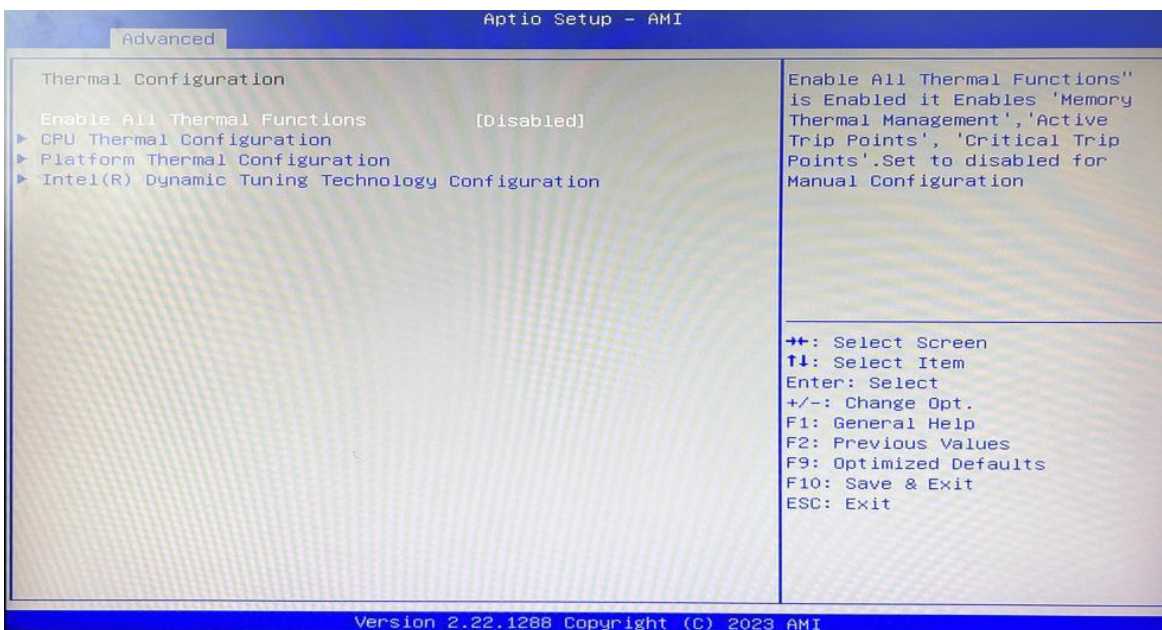 Aptio Setup – AMI
Advanced
Thermal Configuration
Enable All Thermal Functions [Disabled]
► CPU Thermal Configuration
► Platform Thermal Configuration
► Intel(R) Dynamic Tuning Technology Configuration
Enable All Thermal Functions"
is Enabled it Enables 'Memory
Thermal Management','Active
Trip Points', 'Critical Trip
Points'.Set to disabled for
Manual Configuration
→←: Select Screen
↑↓: Select Item
Enter: Select
+/-: Change Opt.
F1: General Help
F2: Previous Values
F9: Optimized Defaults
F10: Save & Exit
ESC: Exit
Version 2.22.1288 Copyright (C) 2023 AMI